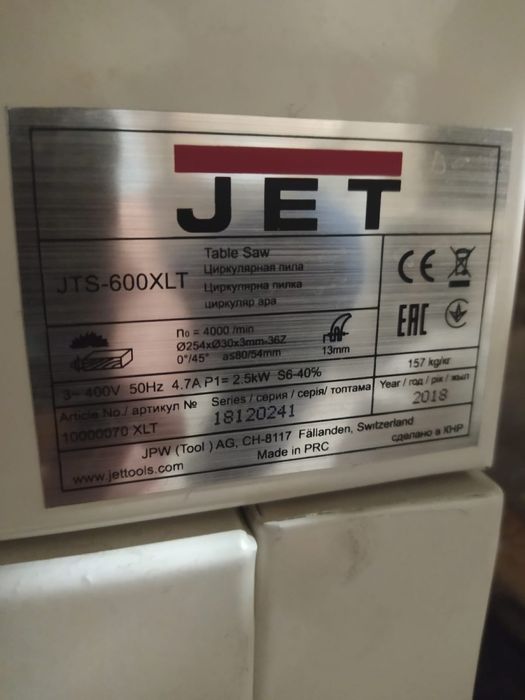 JET
JTS-600XLT
Table Saw
Циркулярная пила
Циркулярна пилка
циркуляр ара
CE
EAC
n₀ = 4000 /min
Ø254xØ30x3mm-36Z
0°/45° as80/54mm
13mm
157 kg/кг
3~ 400V 50Hz 4.7A P1= 2.5kW S6-40%
Year / год / рік / жыл
2018
Article No./ артикул №
10000070 XLT
Series / серия / серія/ топтама
18120241
JPW (Tool ) AG, CH-8117 Fällanden, Switzerland
www.jettools.com
Made in PRC
сделано в КНР